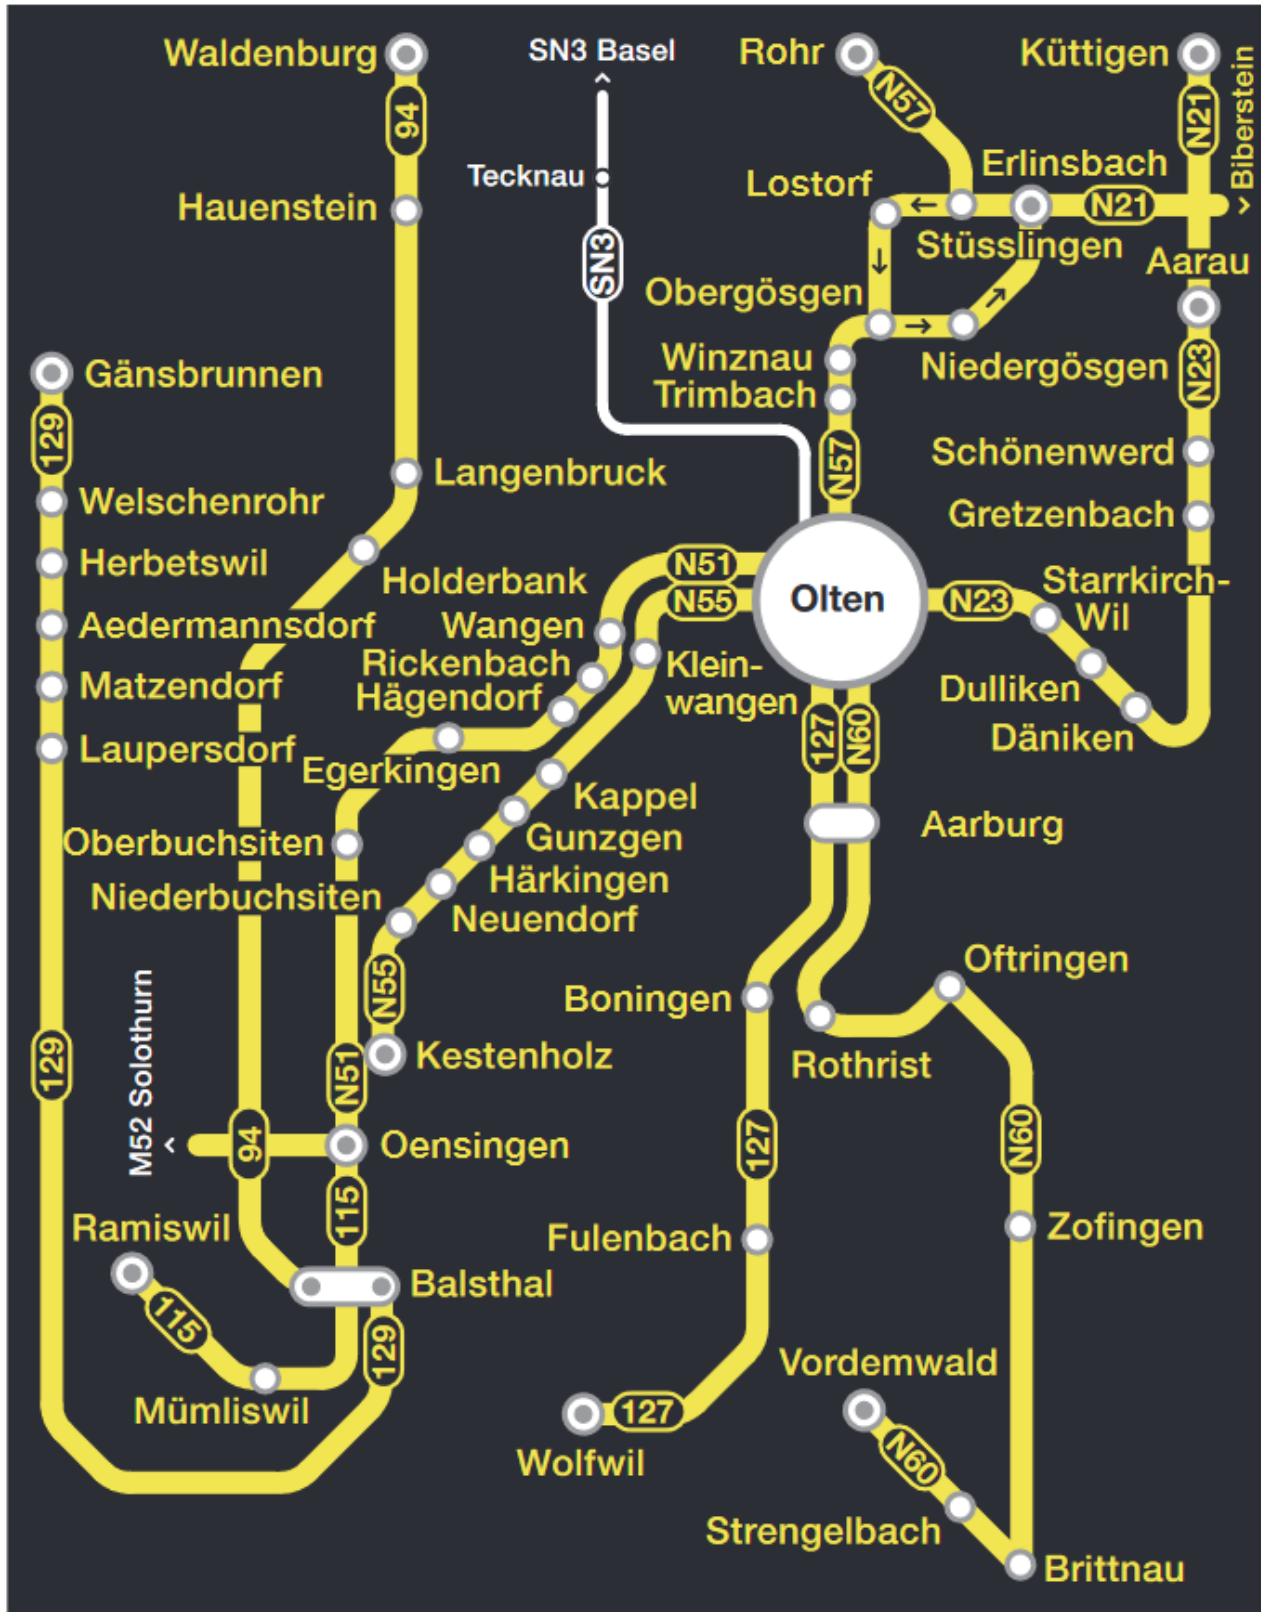 Waldenburg
SN3 Basel
Rohr
Küttigen
94
N57
N21
Biberstein
Tecknau
Erlinsbach
Lostorf
Hauenstein
N21
Stüsslingen
SN3
Aarau
Obergösgen
Winznau
Niedergösgen
N23
Gänsbrunnen
Trimbach
129
Langenbruck
N57
Schönenwerd
Welschenrohr
Gretzenbach
Herbetswil
Holderbank
N51
N55
Olten
N23
Starrkirch-
Wil
Aedermannsdorf
Wangen
Rickenbach
Klein-
wangen
Matzendorf
Hägendorf
Dulliken
Däniken
127
N60
Laupersdorf
Egerkingen
Kappel
Aarburg
Oberbuchsiten
Gunzgen
Härkingen
Niederbuchsiten
Neuendorf
Oftringen
N55
Boningen
M52 Solothurn
129
N51
Kestenholz
Rothrist
94
Oensingen
127
N60
115
Ramiswil
Fulenbach
Zofingen
Balsthal
115
129
Vordemwald
Mümliswil
127
Wolfwil
N60
Strengelbach
Brittnau